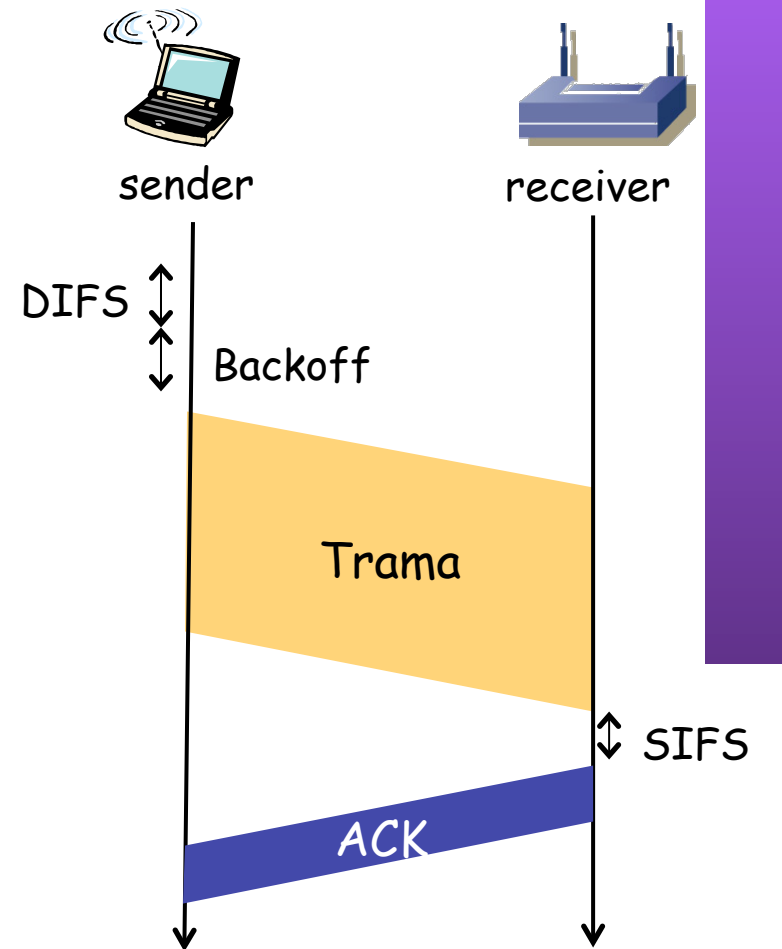 sender
receiver
DIFS
Backoff
Trama
SIFS
ACK